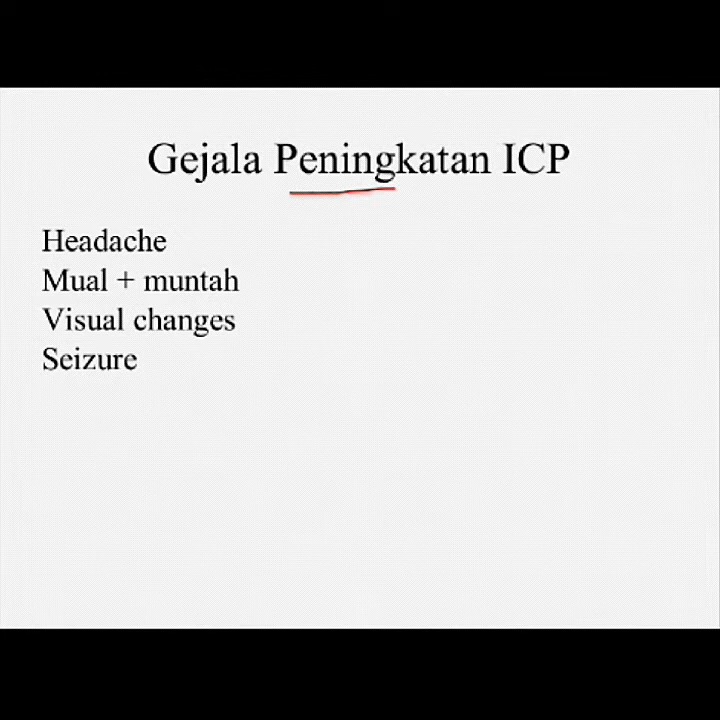 Gejala Peningkatan ICP
Headache
Mual + muntah
Visual changes
Seizure